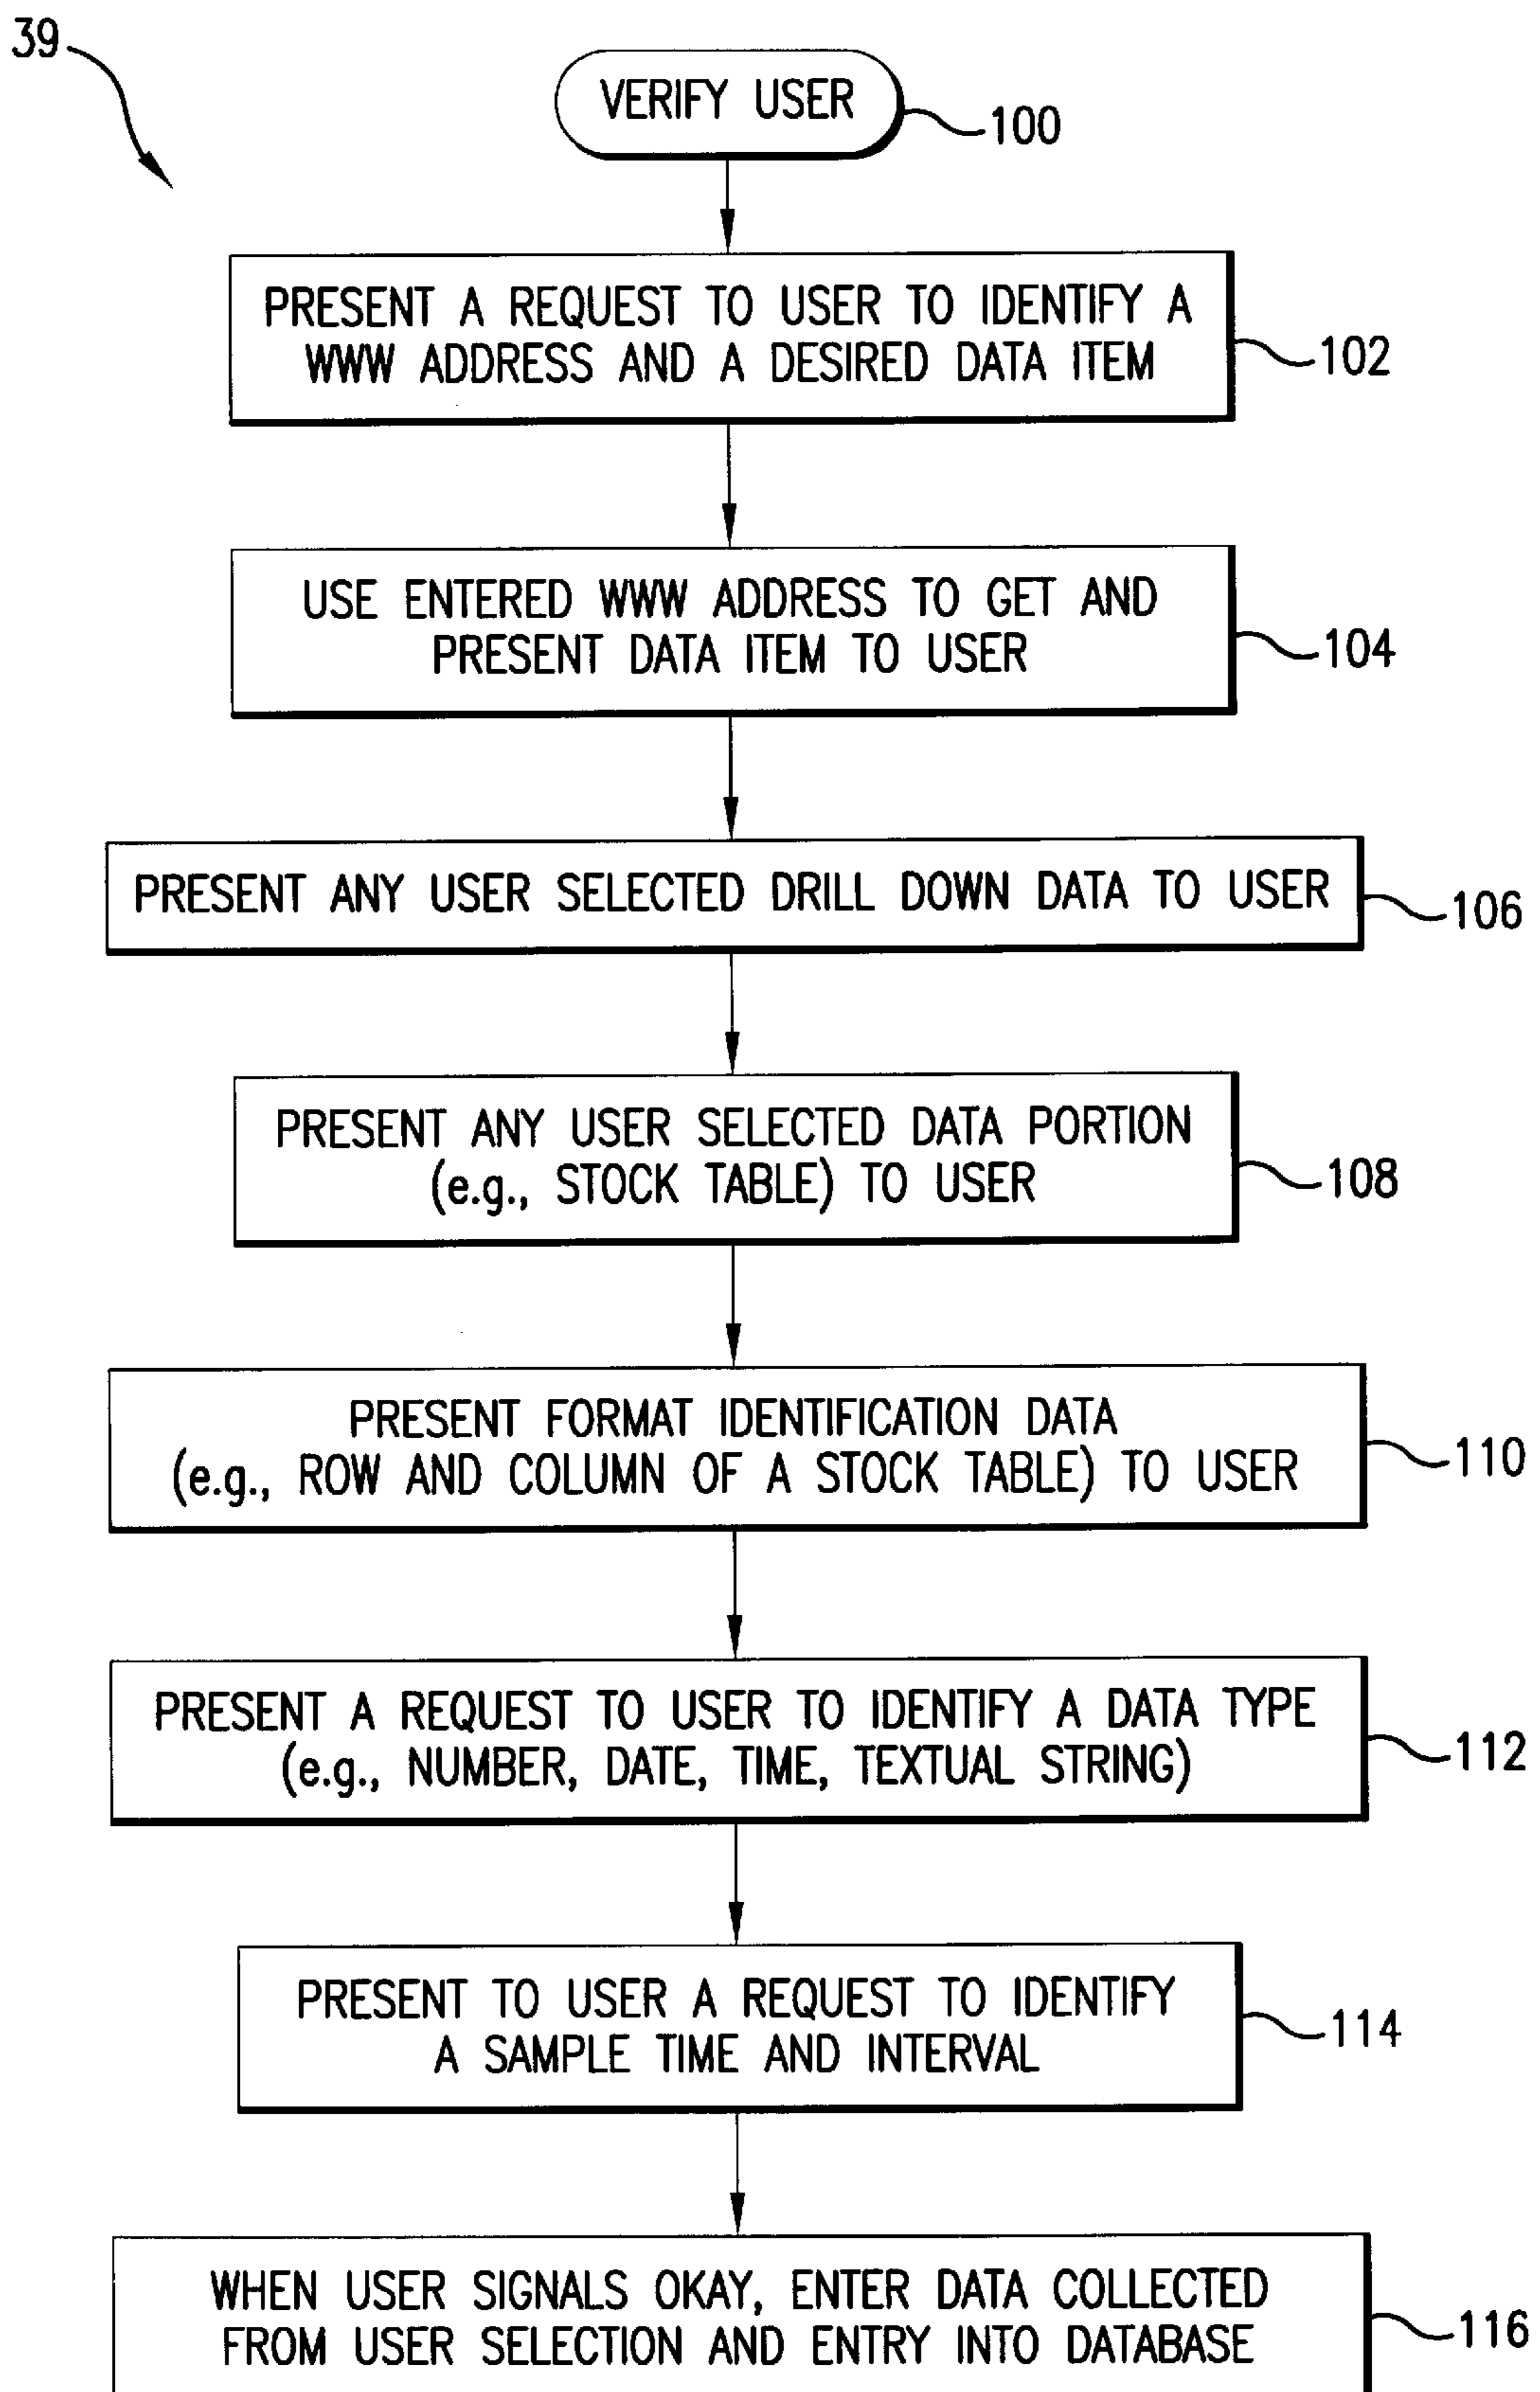 39
VERIFY USER
100
PRESENT A REQUEST TO USER TO IDENTIFY A
WWW ADDRESS AND A DESIRED DATA ITEM
102
USE ENTERED WWW ADDRESS TO GET AND
PRESENT DATA ITEM TO USER
104
PRESENT ANY USER SELECTED DRILL DOWN DATA TO USER
106
PRESENT ANY USER SELECTED DATA PORTION
(e.g., STOCK TABLE) TO USER
108
PRESENT FORMAT IDENTIFICATION DATA
(e.g., ROW AND COLUMN OF A STOCK TABLE) TO USER
110
PRESENT A REQUEST TO USER TO IDENTIFY A DATA TYPE
(e.g., NUMBER, DATE, TIME, TEXTUAL STRING)
112
PRESENT TO USER A REQUEST TO IDENTIFY
A SAMPLE TIME AND INTERVAL
114
WHEN USER SIGNALS OKAY, ENTER DATA COLLECTED
FROM USER SELECTION AND ENTRY INTO DATABASE
116